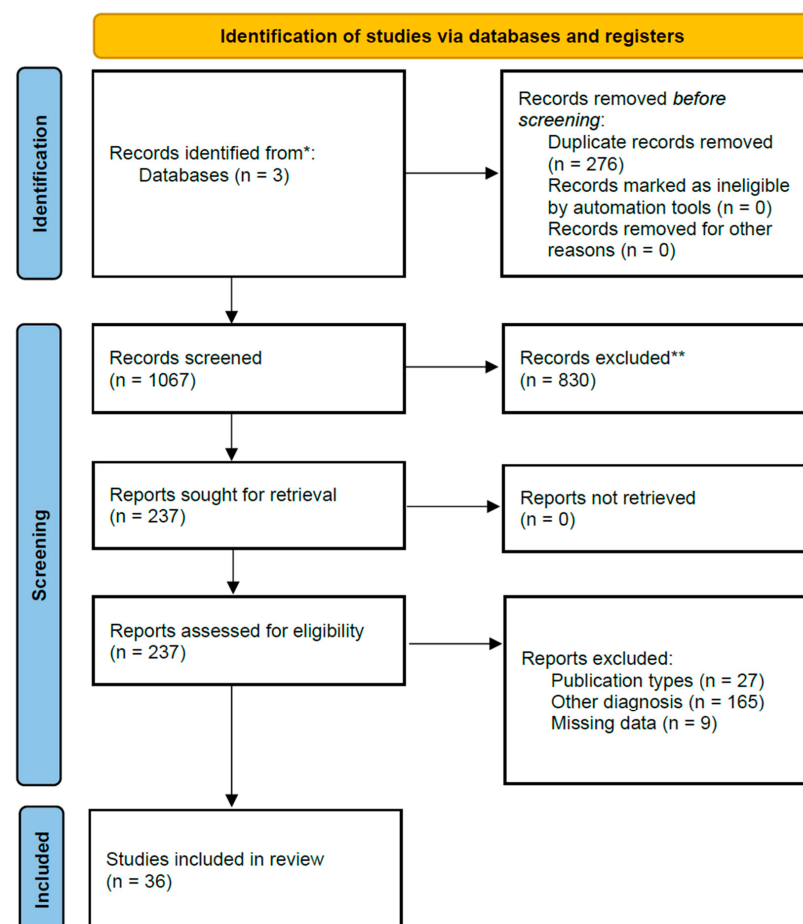 Identification of studies via databases and registers
Identification
Records identified from*:
Databases (n = 3)
Records removed before
screening:
Duplicate records removed
(n = 276)
Records marked as ineligible
by automation tools (n = 0)
Records removed for other
reasons (n = 0)
Screening
Records screened
(n = 1067)
Records excluded**
(n = 830)
Reports sought for retrieval
(n = 237)
Reports not retrieved
(n = 0)
Reports assessed for eligibility
(n = 237)
Reports excluded:
Publication types (n = 27)
Other diagnosis (n = 165)
Missing data (n = 9)
Included
Studies included in review
(n = 36)